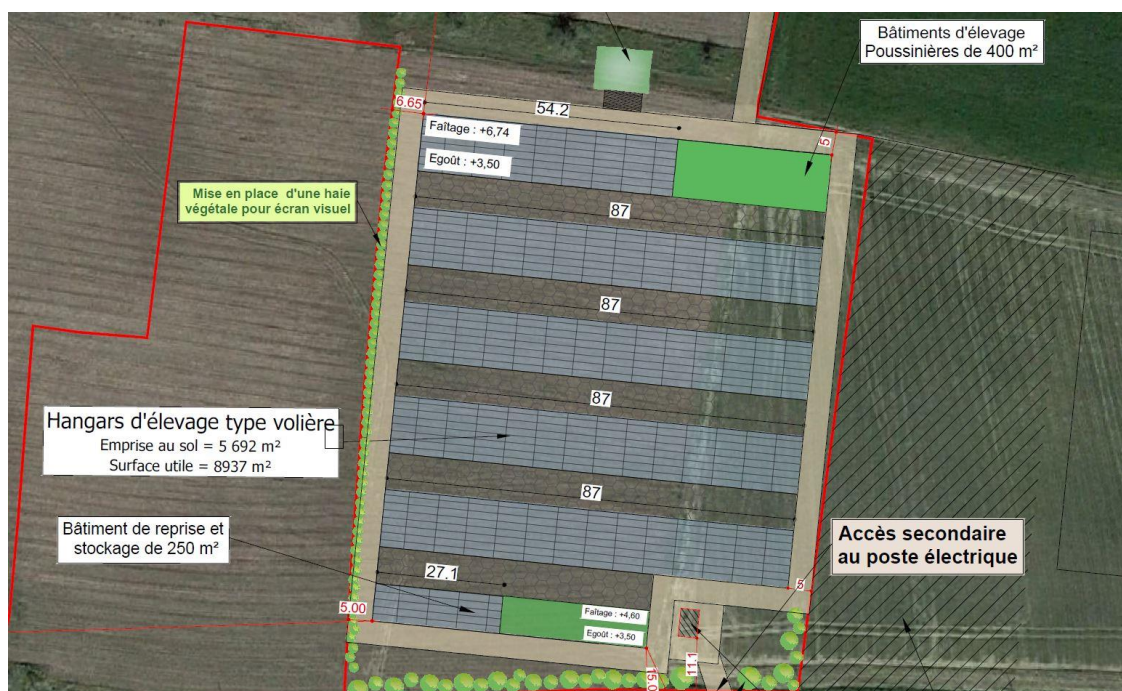 Bâtiments d'élevage
Poussinières de 400 m²
6.65
54.2
5
Faîtage : +6,74
Egoût : +3,50
Mise en place d'une haie
végétale pour écran visuel
87
87
87
87
Hangars d'élevage type volière
Emprise au sol = 5 692 m²
Surface utile = 8937 m²
Bâtiment de reprise et
stockage de 250 m²
Accès secondaire
au poste électrique
27.1
5
5.00
Faîtage : +4,60
Egoût : +3,50
11.1
15.0